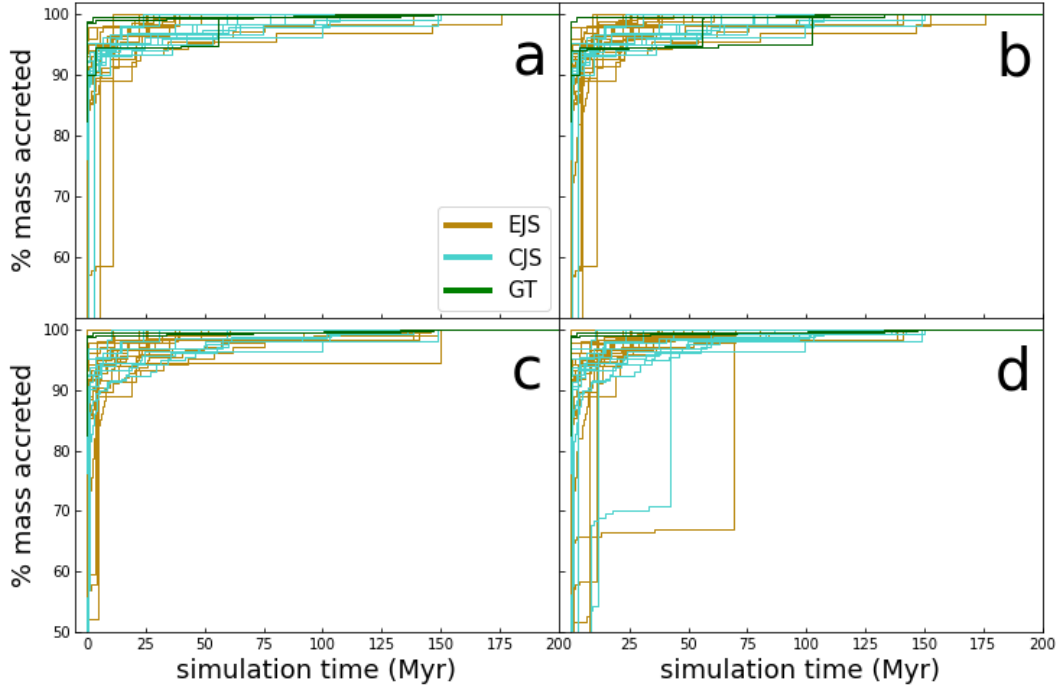 100
90
80
70
60
% mass accreted
a
EJS
CJS
GT
b
100
90
80
70
60
50
% mass accreted
c
d
0 25 50 75 100 125 150 175 200
25 50 75 100 125 150 175 200
simulation time (Myr)
simulation time (Myr)